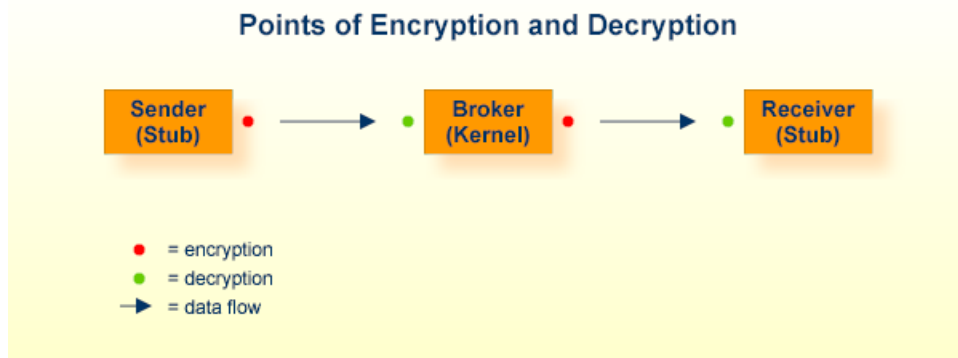 Points of Encryption and Decryption
Sender
(Stub)
Broker
(Kernel)
Receiver
(Stub)
= encryption
= decryption
= data flow